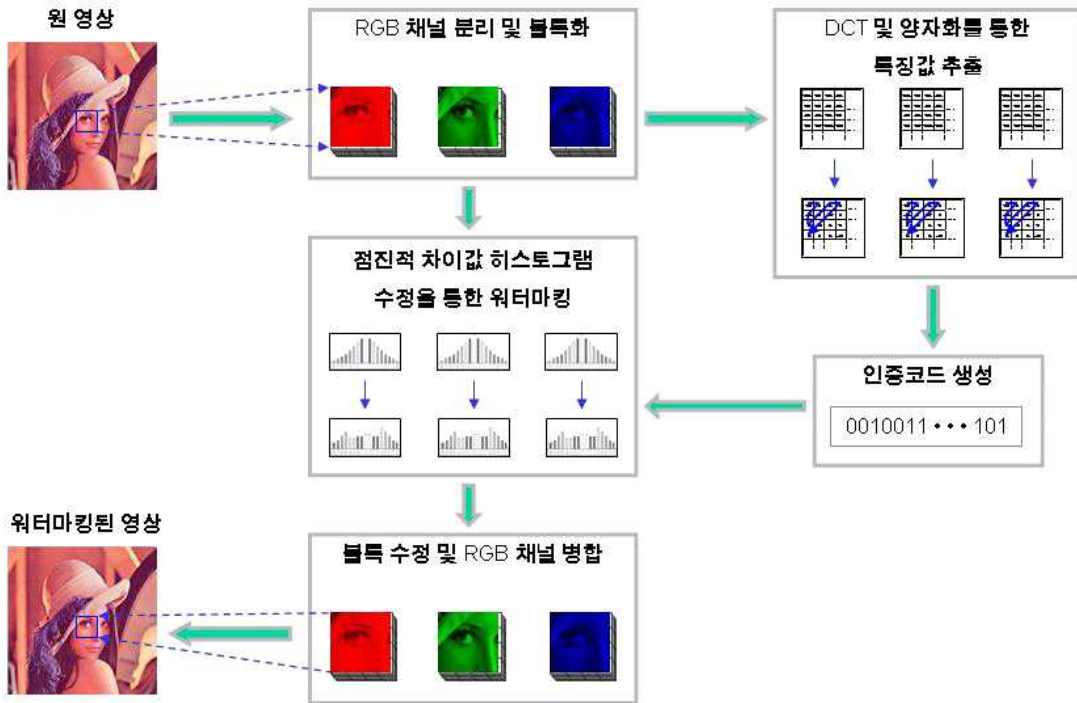 원 영상
RGB 채널 분리 및 블록화
DCT 및 양자화를 통한
특징값 추출
점진적 차이값 히스토그램
수정을 통한 워터마킹
인증코드 생성
0010011 • • • 101
워터마킹된 영상
블록 수정 및 RGB 채널 병합